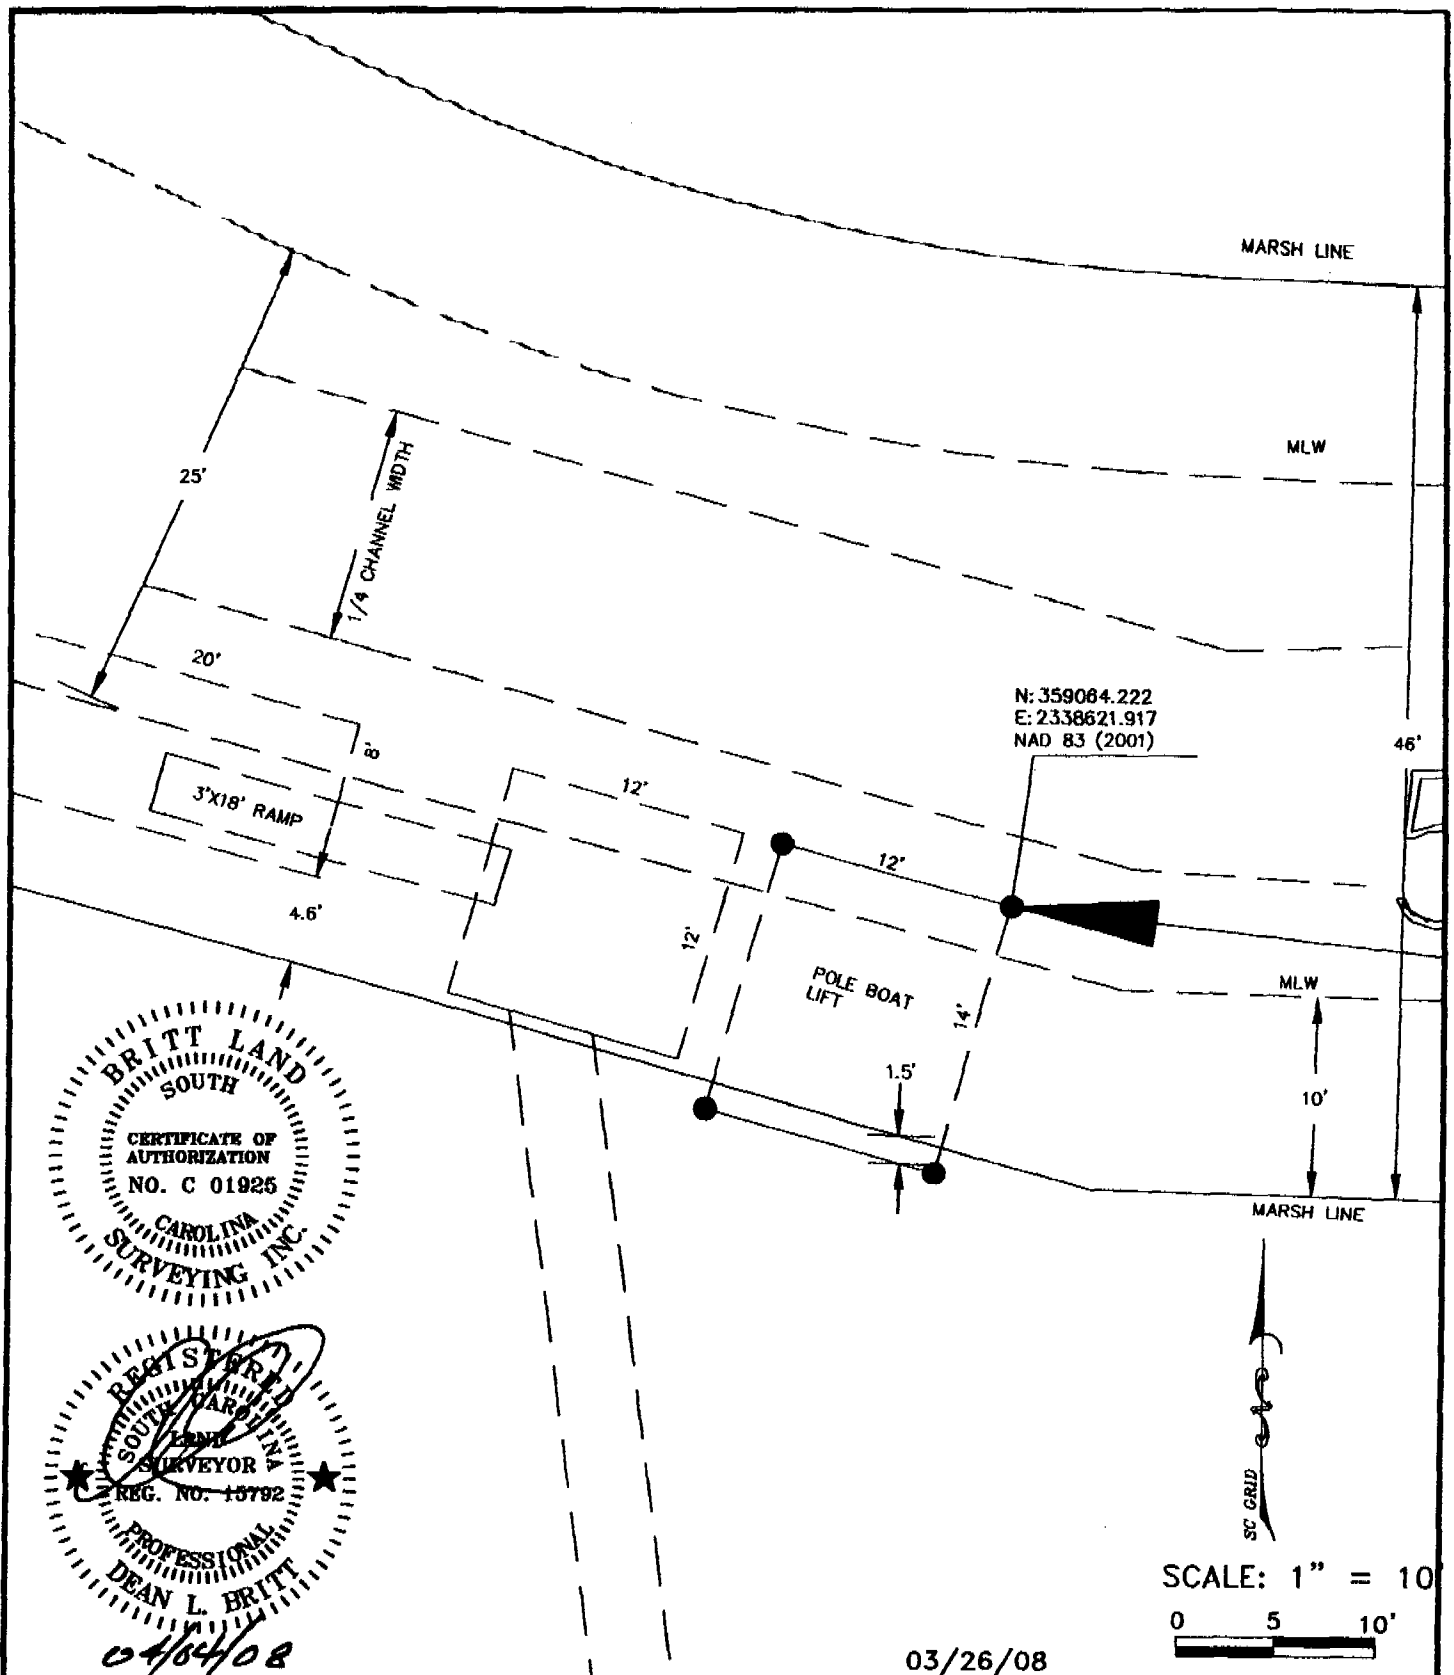 MARSH LINE
MLW
25'
1/4 CHANNEL WIDTH
20'
8'
3'X18' RAMP
4.6'
12'
12'
N: 359064.222
E: 2338621.917
NAD 83 (2001)
46'
12'
POLE BOAT
LIFT
14'
1.5'
MLW
10'
MARSH LINE
BRITT LAND
SOUTH
CERTIFICATE OF
AUTHORIZATION
NO. C 01925
CAROLINA
SURVEYING INC.
REGISTERED
SOUTH CAROLINA
LAND
SURVEYOR
REG. NO. 15792
PROFESSIONAL
DEAN L. BRITT
04/04/08
SC GRID
SCALE: 1" = 10'
0 5 10'
03/26/08